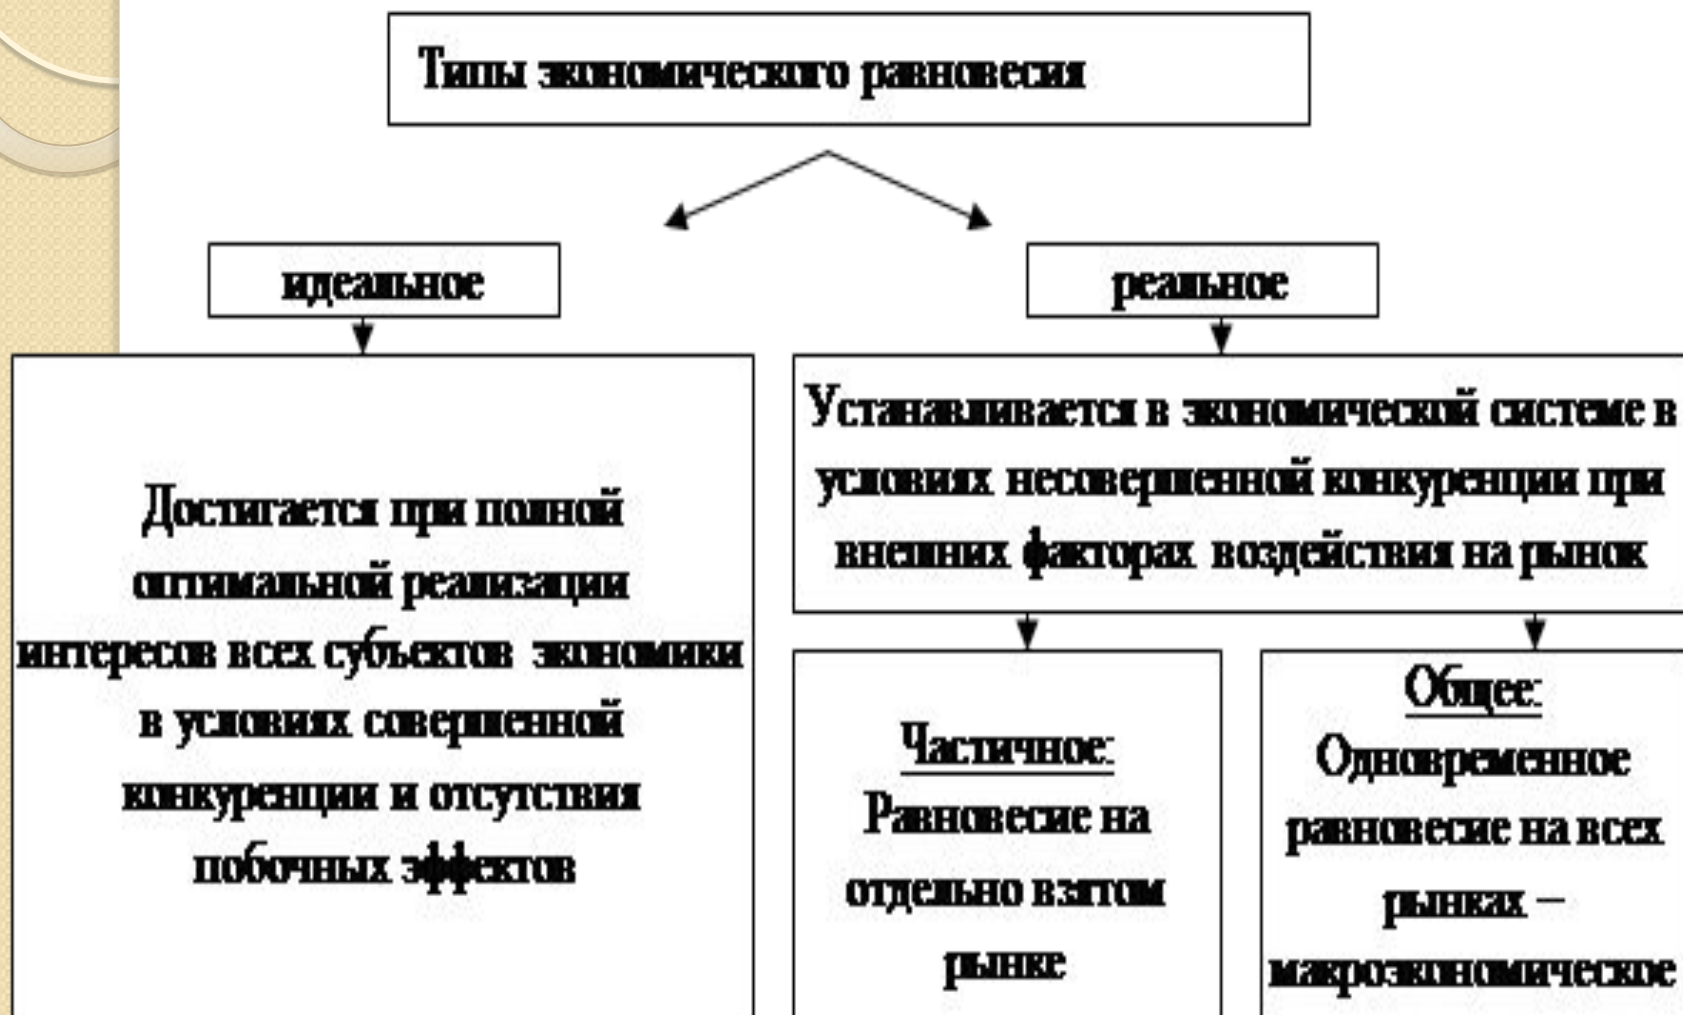 Типы экономического равновесия
идеальное
реальное
Достигается при полной
оптимальной реализации
интересов всех субъектов экономики
в условиях совершенной
конкуренции и отсутствия
побочных эффектов
Устанавливается в экономической системе в
условиях несовершенной конкуренции при
внешних факторах воздействия на рынок
Частичное:
Равновесие на
отдельно взятом
рынке
Общее:
Одновременное
равновесие на всех
рынках –
макроэкономическое